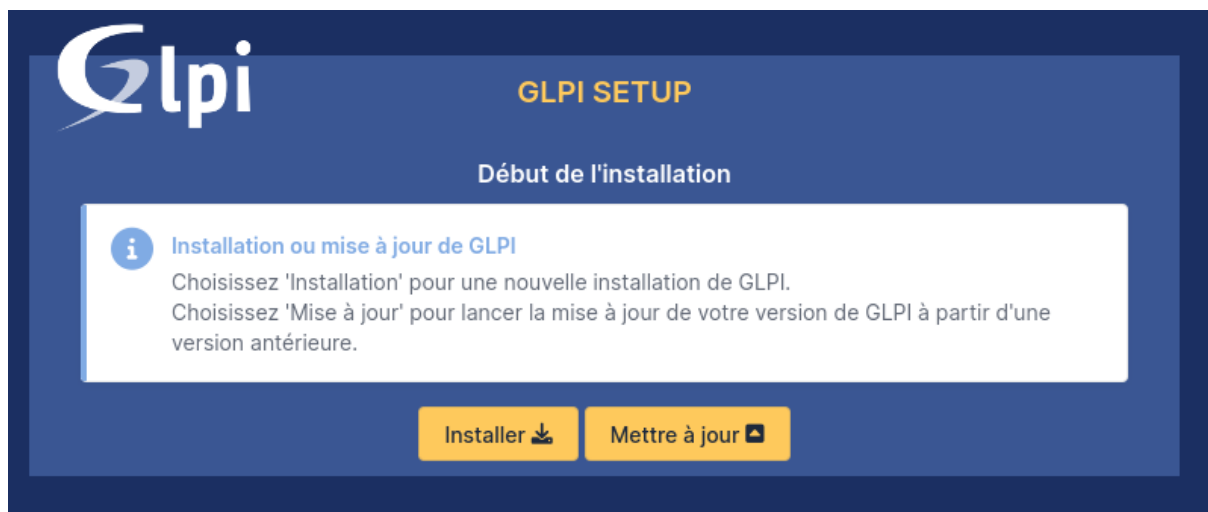 Glpi
GLPI SETUP
Début de l'installation
Installation ou mise à jour de GLPI
Choisissez 'Installation' pour une nouvelle installation de GLPI.
Choisissez 'Mise à jour' pour lancer la mise à jour de votre version de GLPI à partir d'une
version antérieure.
Installer
Mettre à jour